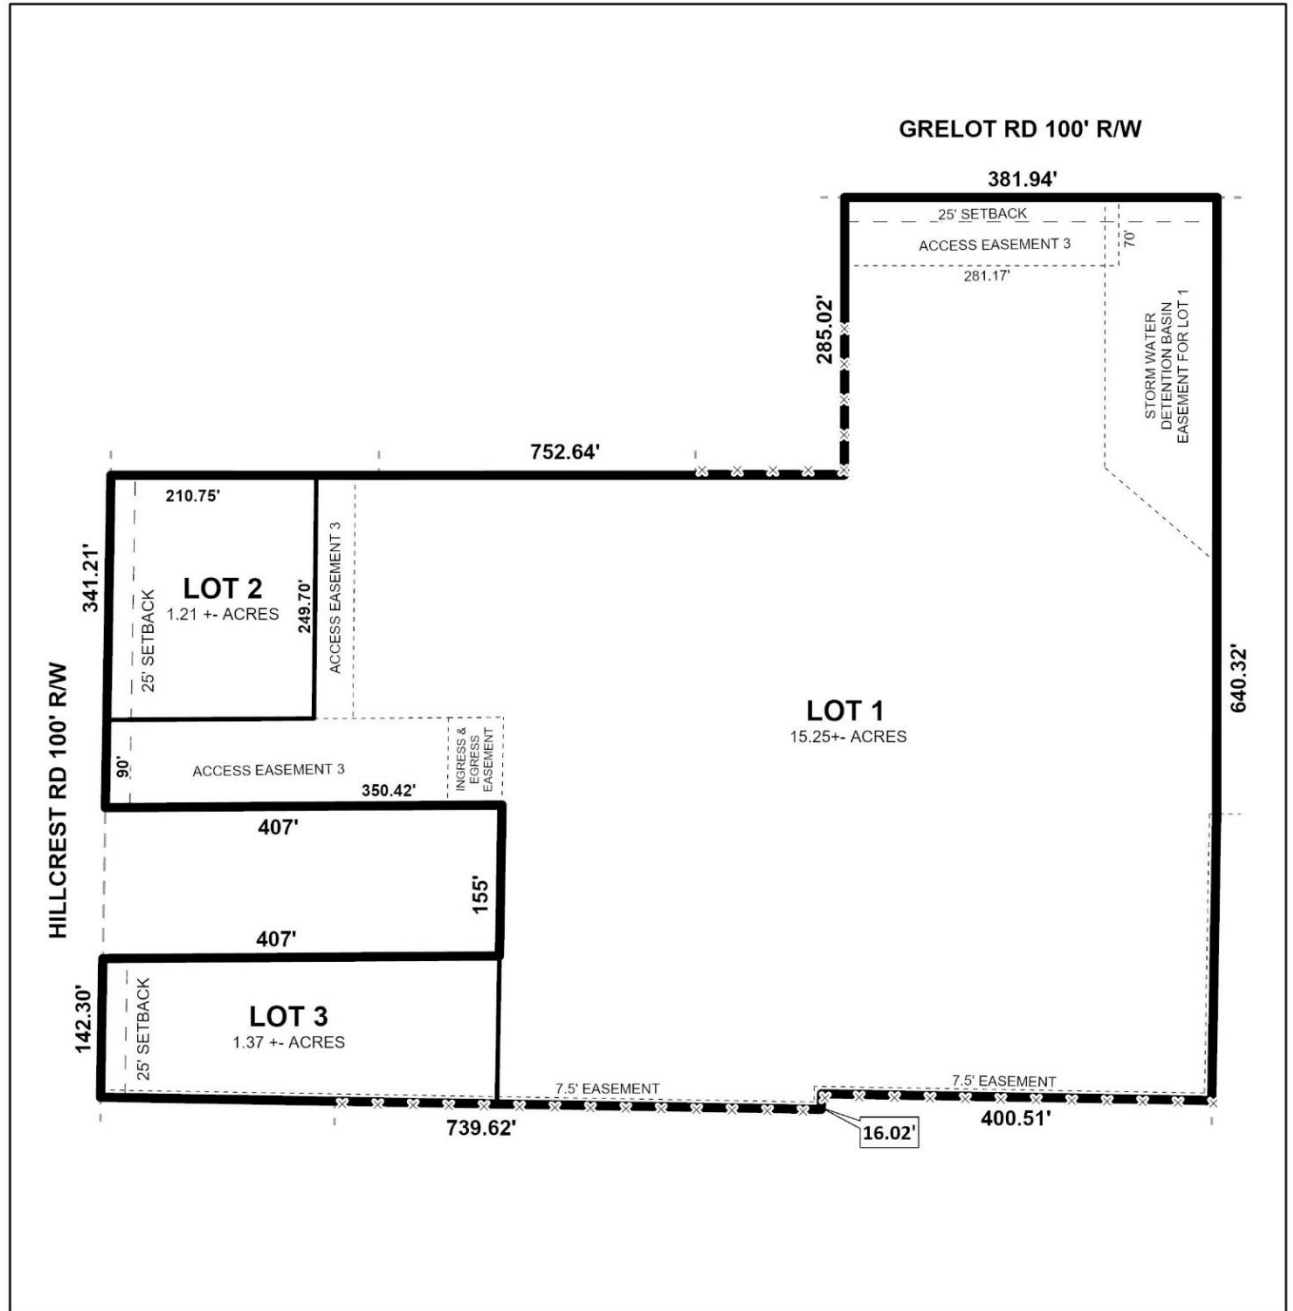 GRELOT RD 100' R/W
381.94'
25' SETBACK
ACCESS EASEMENT 3
70'
281.17'
285.02'
STORM WATER
DETENTION BASIN
EASEMENT FOR LOT 1
752.64'
210.75'
341.21'
LOT 2
1.21 +- ACRES
249.70'
25' SETBACK
ACCESS EASEMENT 3
640.32'
LOT 1
15.25+- ACRES
HILLCREST RD 100' R/W
90'
ACCESS EASEMENT 3
INGRESS &
EGRESS
EASEMENT
350.42'
407'
155'
407'
142.30'
25' SETBACK
LOT 3
1.37 +- ACRES
7.5' EASEMENT
7.5' EASEMENT
739.62'
16.02'
400.51'